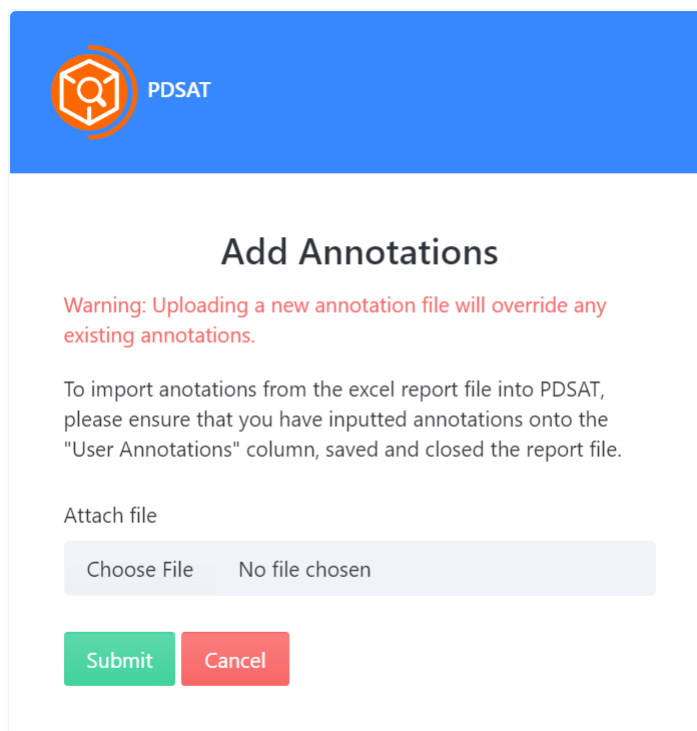 PDSAT
Add Annotations
Warning: Uploading a new annotation file will override any
existing annotations.
To import anotations from the excel report file into PDSAT,
please ensure that you have inputted annotations onto the
"User Annotations" column, saved and closed the report file.
Attach file
Choose File No file chosen
Submit Cancel